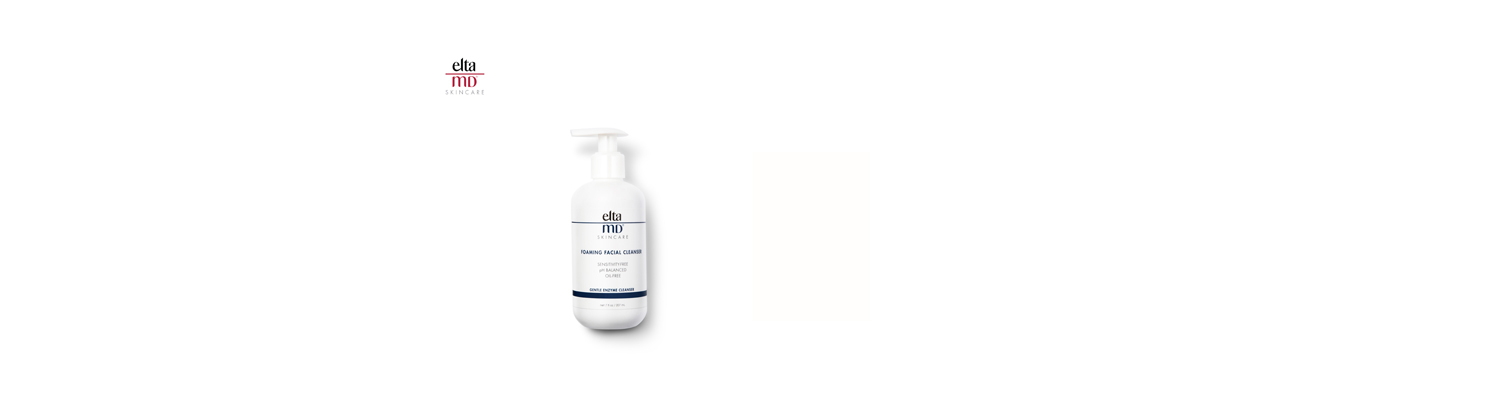 elta
MD
SKINCARE
elta
MD
SKINCARE
FOAMING FACIAL CLEANSER
pH BALANCED
OIL FREE
GENTLE ENZYME CLEANSER